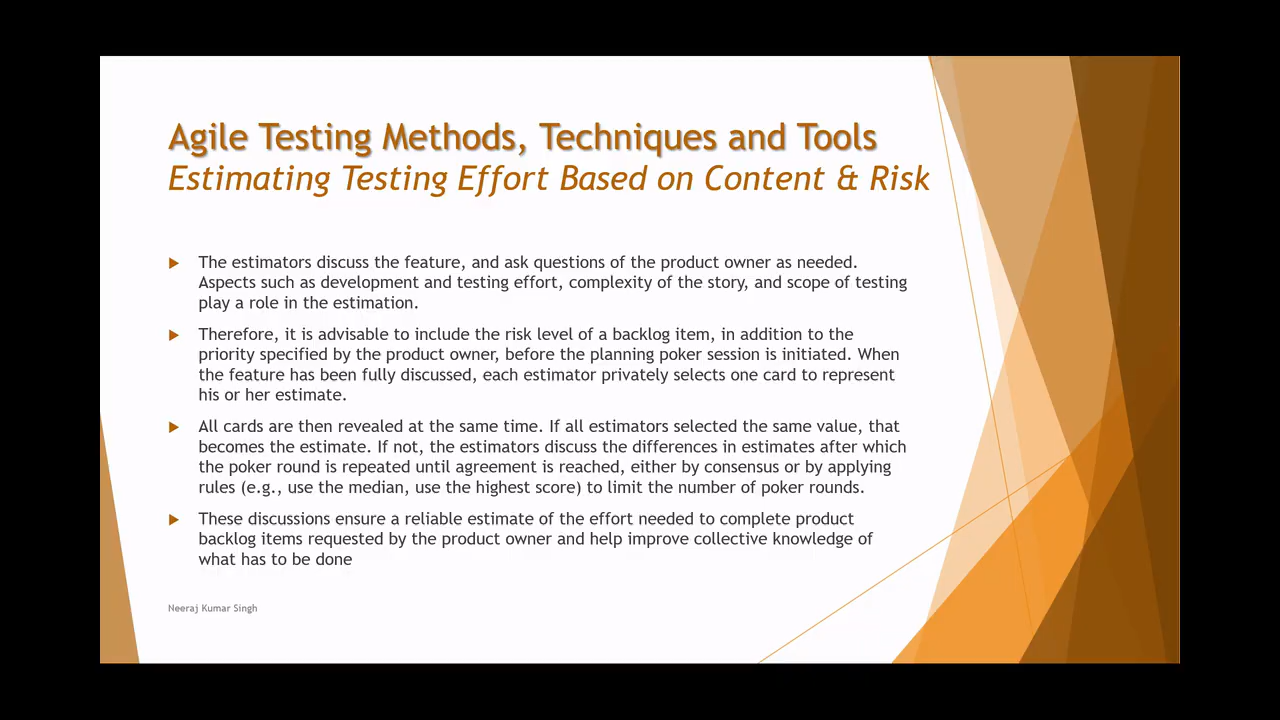 Agile Testing Methods, Techniques and Tools
Estimating Testing Effort Based on Content & Risk
The estimators discuss the feature, and ask questions of the product owner as needed.
Aspects such as development and testing effort, complexity of the story, and scope of testing
play a role in the estimation.
Therefore, it is advisable to include the risk level of a backlog item, in addition to the
priority specified by the product owner, before the planning poker session is initiated. When
the feature has been fully discussed, each estimator privately selects one card to represent
his or her estimate.
All cards are then revealed at the same time. If all estimators selected the same value, that
becomes the estimate. If not, the estimators discuss the differences in estimates after which
the poker round is repeated until agreement is reached, either by consensus or by applying
rules (e.g., use the median, use the highest score) to limit the number of poker rounds.
These discussions ensure a reliable estimate of the effort needed to complete product
backlog items requested by the product owner and help improve collective knowledge of
what has to be done
Neeraj Kumar Singh